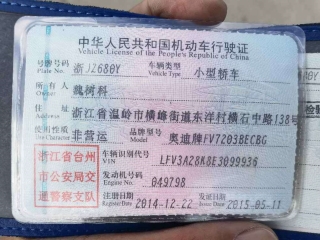 中华人民共和国机动车行驶证
Vehicle License of the People's Republic of China
号牌号码 浙J2680Y 车辆类型 小型轿车
Plate No. Vehicle Type
所有人 魏树科
Owner
住址 浙江省温岭市横峰街道东洋村横石中路138号
Address
使用性质 非营运 品牌型号 奥迪牌FV7203BECBG
浙江省台州
市公安局交
通警察支队
车辆识别代号 LFV3A28K8E3099936
VIN
发动机号码 049798
Engine No.
注册日期 2014-12-22 发证日期 2015-05-11
Register Date Issue Date